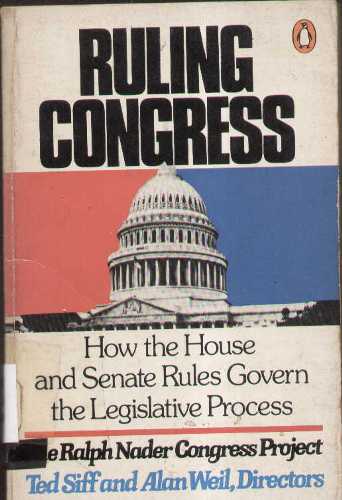 RULING
CONGRESS
How the House
and Senate Rules Govern
the Legislative Process
Ralph Nader Congress Project
Ted Siff and Alan Weil, Directors